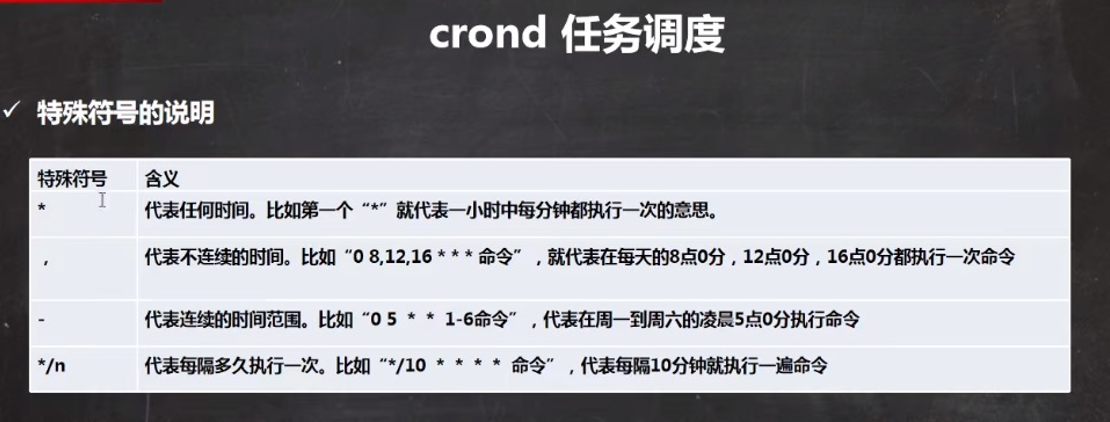 crond 任务调度
✓ 特殊符号的说明
特殊符号 含义
* 代表任何时间。比如第一个“*”就代表一小时中每分钟都执行一次的意思。
, 代表不连续的时间。比如“0 8,12,16 * * * 命令”，就代表在每天的8点0分，12点0分，16点0分都执行一次命令
- 代表连续的时间范围。比如“0 5 * * 1-6命令”，代表在周一到周六的凌晨5点0分执行命令
*/n 代表每隔多久执行一次。比如“*/10 * * * * 命令”，代表每隔10分钟就执行一遍命令